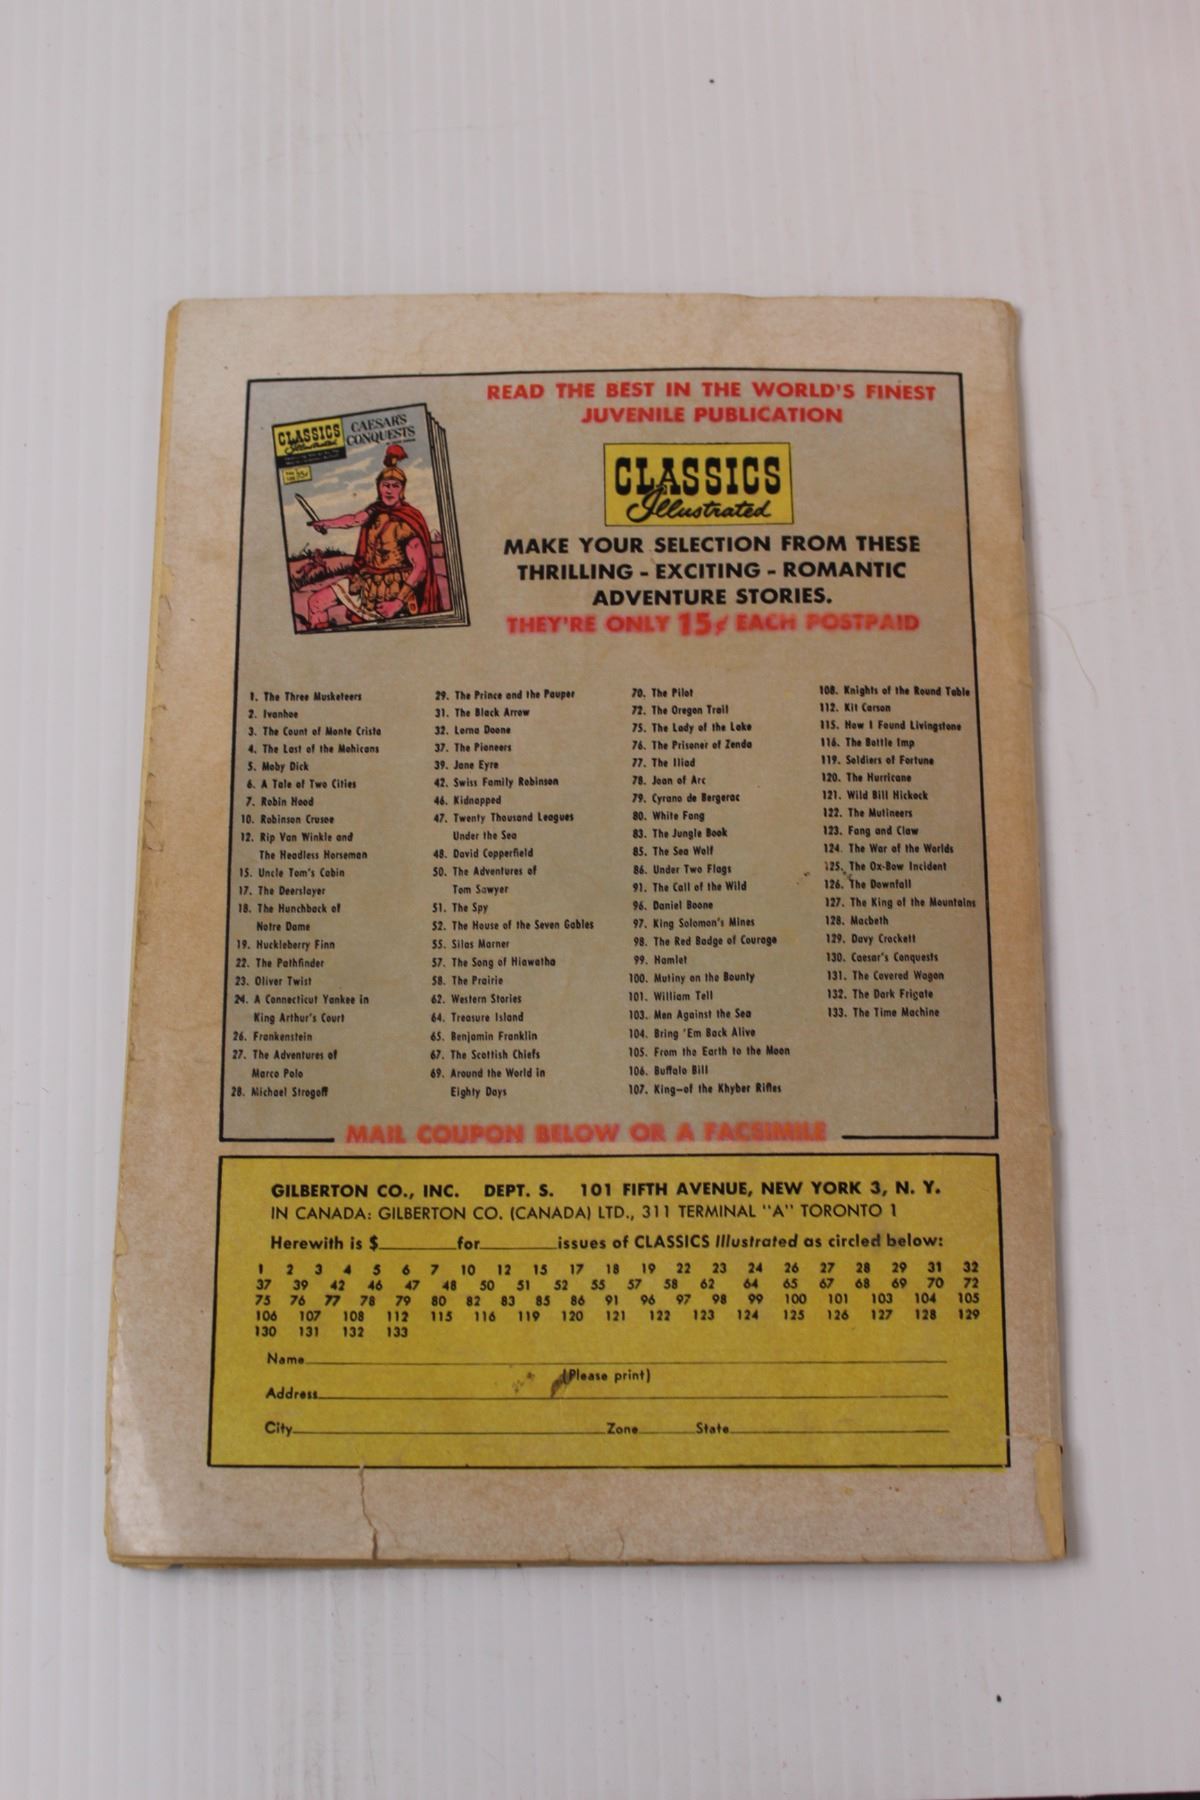 READ THE BEST IN THE WORLD'S FINEST
JUVENILE PUBLICATION
CLASSICS
Illustrated
CAESAR'S
CONQUESTS
15¢
CLASSICS
Illustrated
MAKE YOUR SELECTION FROM THESE
THRILLING - EXCITING - ROMANTIC
ADVENTURE STORIES.
THEY'RE ONLY 15¢ EACH POSTPAID
1. The Three Musketeers
2. Ivanhoe
3. The Count of Monte Cristo
4. The Last of the Mohicans
5. Moby Dick
6. A Tale of Two Cities
7. Robin Hood
10. Robinson Crusoe
12. Rip Van Winkle and
The Headless Horseman
15. Uncle Tom's Cabin
17. The Deerslayer
18. The Hunchback of
Notre Dame
19. Huckleberry Finn
22. The Pathfinder
23. Oliver Twist
24. A Connecticut Yankee in
King Arthur's Court
26. Frankenstein
27. The Adventures of
Marco Polo
28. Michael Strogoff
29. The Prince and the Pauper
31. The Black Arrow
32. Lorna Doone
37. The Pioneers
39. Jane Eyre
42. Swiss Family Robinson
46. Kidnapped
47. Twenty Thousand Leagues
Under the Sea
48. David Copperfield
50. The Adventures of
Tom Sawyer
51. The Spy
52. The House of the Seven Gables
55. Silas Marner
57. The Song of Hiawatha
58. The Prairie
62. Western Stories
64. Treasure Island
65. Benjamin Franklin
67. The Scottish Chiefs
69. Around the World in
Eighty Days
70. The Pilot
72. The Oregon Trail
75. The Lady of the Lake
76. The Prisoner of Zenda
77. The Iliad
78. Joan of Arc
79. Cyrano de Bergerac
80. White Fang
83. The Jungle Book
85. The Sea Wolf
86. Under Two Flags
91. The Call of the Wild
96. Daniel Boone
97. King Solomon's Mines
98. The Red Badge of Courage
99. Hamlet
100. Mutiny on the Bounty
101. William Tell
103. Men Against the Sea
104. Bring 'Em Back Alive
105. From the Earth to the Moon
106. Buffalo Bill
107. King—of the Khyber Rifles
108. Knights of the Round Table
112. Kit Carson
115. How I Found Livingstone
116. The Bottle Imp
119. Soldiers of Fortune
120. The Hurricane
121. Wild Bill Hickock
122. The Mutineers
123. Fang and Claw
124. The War of the Worlds
125. The Ox-Bow Incident
126. The Downfall
127. The King of the Mountains
128. Macbeth
129. Davy Crockett
130. Caesar's Conquests
131. The Covered Wagon
132. The Dark Frigate
133. The Time Machine
MAIL COUPON BELOW OR A FACSIMILE
GILBERTON CO., INC. DEPT. S. 101 FIFTH AVENUE, NEW YORK 3, N. Y.
IN CANADA: GILBERTON CO. (CANADA) LTD., 311 TERMINAL "A" TORONTO 1
Herewith is $ for issues of CLASSICS Illustrated as circled below:
1 2 3 4 5 6 7 10 12 15 17 18 19 22 23 24 26 27 28 29 31 32
37 39 42 46 47 48 50 51 52 55 57 58 62 64 65 67 68 69 70 72
75 76 77 78 79 80 82 83 85 86 91 96 97 98 99 100 101 103 104 105
106 107 108 112 115 116 119 120 121 122 123 124 125 126 127 128 129
130 131 132 133
Name
(Please print)
Address
City Zone State